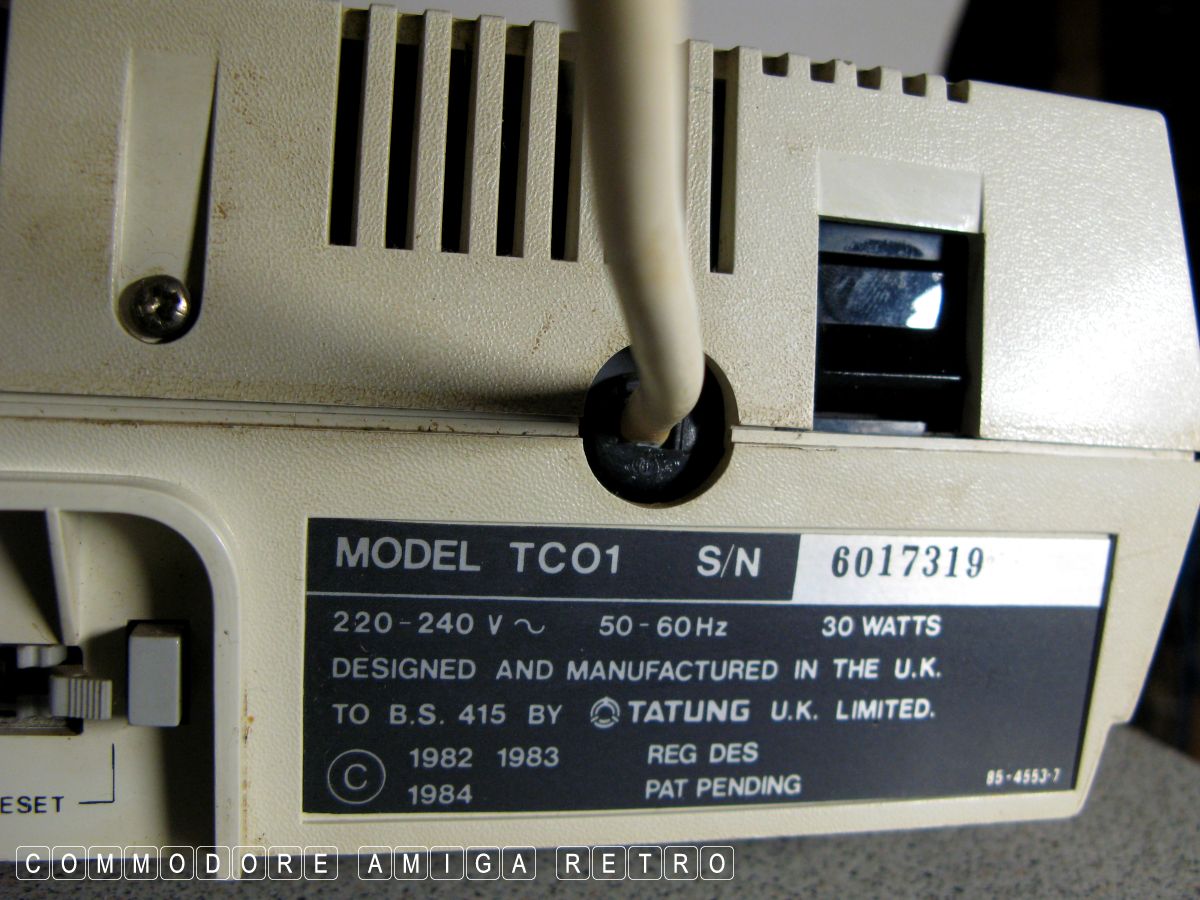 MODEL TC01 S/N 6017319
220-240 V ~ 50-60Hz 30 WATTS
DESIGNED AND MANUFACTURED IN THE U.K.
TO B.S. 415 BY TATUNG U.K. LIMITED.
© 1982 1983 REG DES
1984 PAT PENDING
85-4553-7
ESET
COMMODORE AMIGA RETRO